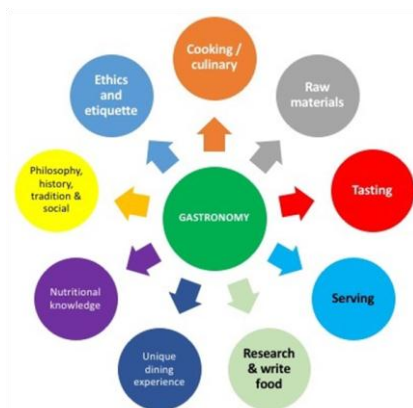 Cooking /
culinary
Raw
materials
Tasting
Serving
Research
& write
food
Unique
dining
experience
Nutritional
knowledge
Philosophy,
history,
tradition &
social
Ethics
and
etiquette
GASTRONOMY